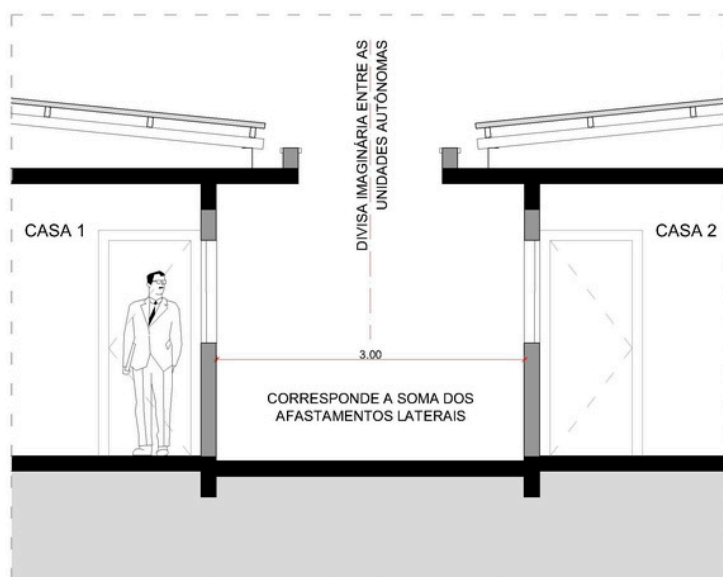 DIVISA IMAGINÁRIA ENTRE AS
UNIDADES AUTÔNOMAS
CASA 1
CASA 2
3.00
CORRESPONDE A SOMA DOS
AFASTAMENTOS LATERAIS